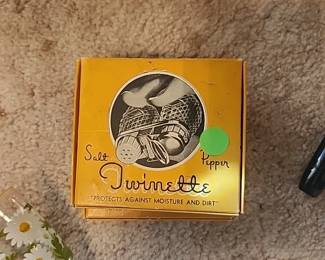 Salt Pepper
Twinette
"PROTECTS AGAINST MOISTURE AND DIRT"